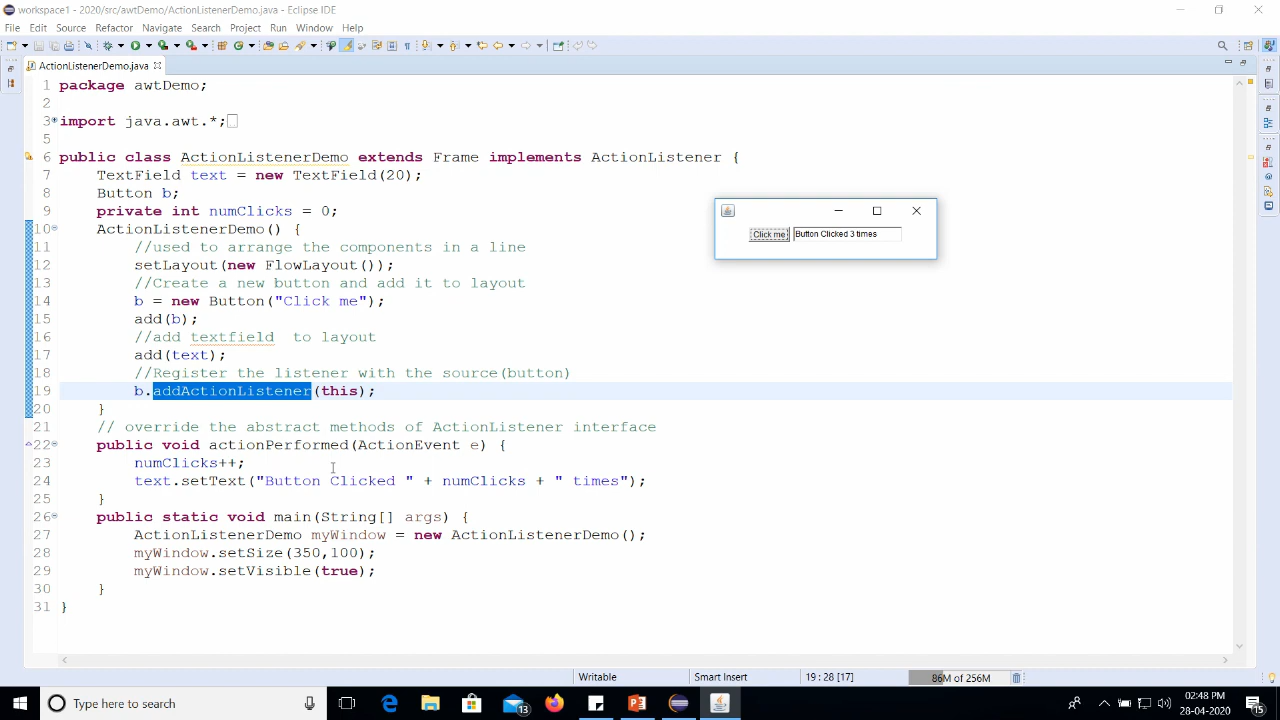 workspace1 - 2020/src/awtDemo/ActionListenerDemo.java - Eclipse IDE
File Edit Source Refactor Navigate Search Project Run Window Help
ActionListenerDemo.java
1 package awtDemo;
2
3 import java.awt.*;
5
6 public class ActionListenerDemo extends Frame implements ActionListener {
7 TextField text = new TextField(20);
8 Button b;
9 private int numClicks = 0;
10 ActionListenerDemo() {
11 //used to arrange the components in a line
12 setLayout(new FlowLayout());
13 //Create a new button and add it to layout
14 b = new Button("Click me");
15 add(b);
16 //add textfield  to layout
17 add(text);
18 //Register the listener with the source(button)
19 b.addActionListener(this);
20 }
21 // override the abstract methods of ActionListener interface
22 public void actionPerformed(ActionEvent e) {
23 numClicks++;
24 text.setText("Button Clicked " + numClicks + " times");
25 }
26 public static void main(String[] args) {
27 ActionListenerDemo myWindow = new ActionListenerDemo();
28 myWindow.setSize(350,100);
29 myWindow.setVisible(true);
30 }
31 }
Click me Button Clicked 3 times
Writable Smart Insert 19 : 28 [17] 86M of 256M
Type here to search
13
02:48 PM
28-04-2020
15